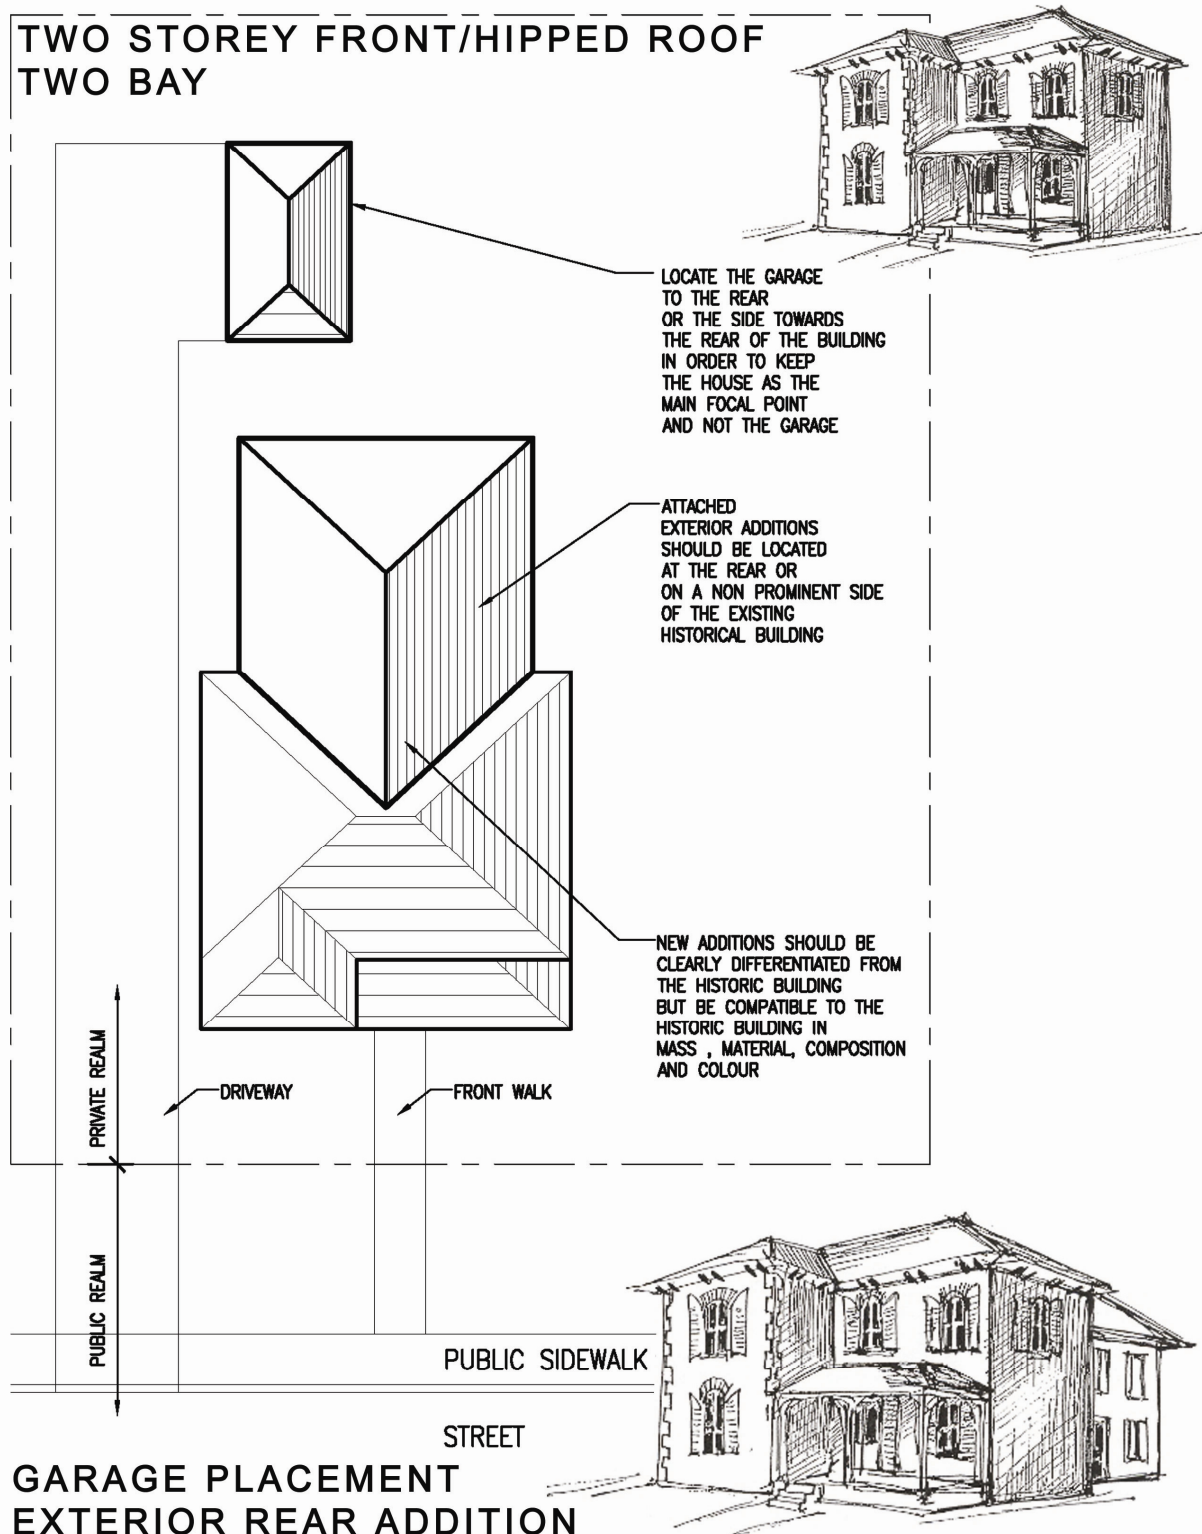 TWO STOREY FRONT/HIPPED ROOF
TWO BAY
LOCATE THE GARAGE
TO THE REAR
OR THE SIDE TOWARDS
THE REAR OF THE BUILDING
IN ORDER TO KEEP
THE HOUSE AS THE
MAIN FOCAL POINT
AND NOT THE GARAGE
ATTACHED
EXTERIOR ADDITIONS
SHOULD BE LOCATED
AT THE REAR OR
ON A NON PROMINENT SIDE
OF THE EXISTING
HISTORICAL BUILDING
NEW ADDITIONS SHOULD BE
CLEARLY DIFFERENTIATED FROM
THE HISTORIC BUILDING
BUT BE COMPATIBLE TO THE
HISTORIC BUILDING IN
MASS , MATERIAL, COMPOSITION
AND COLOUR
PRIVATE REALM
DRIVEWAY
FRONT WALK
PUBLIC REALM
PUBLIC SIDEWALK
STREET
GARAGE PLACEMENT
EXTERIOR REAR ADDITION